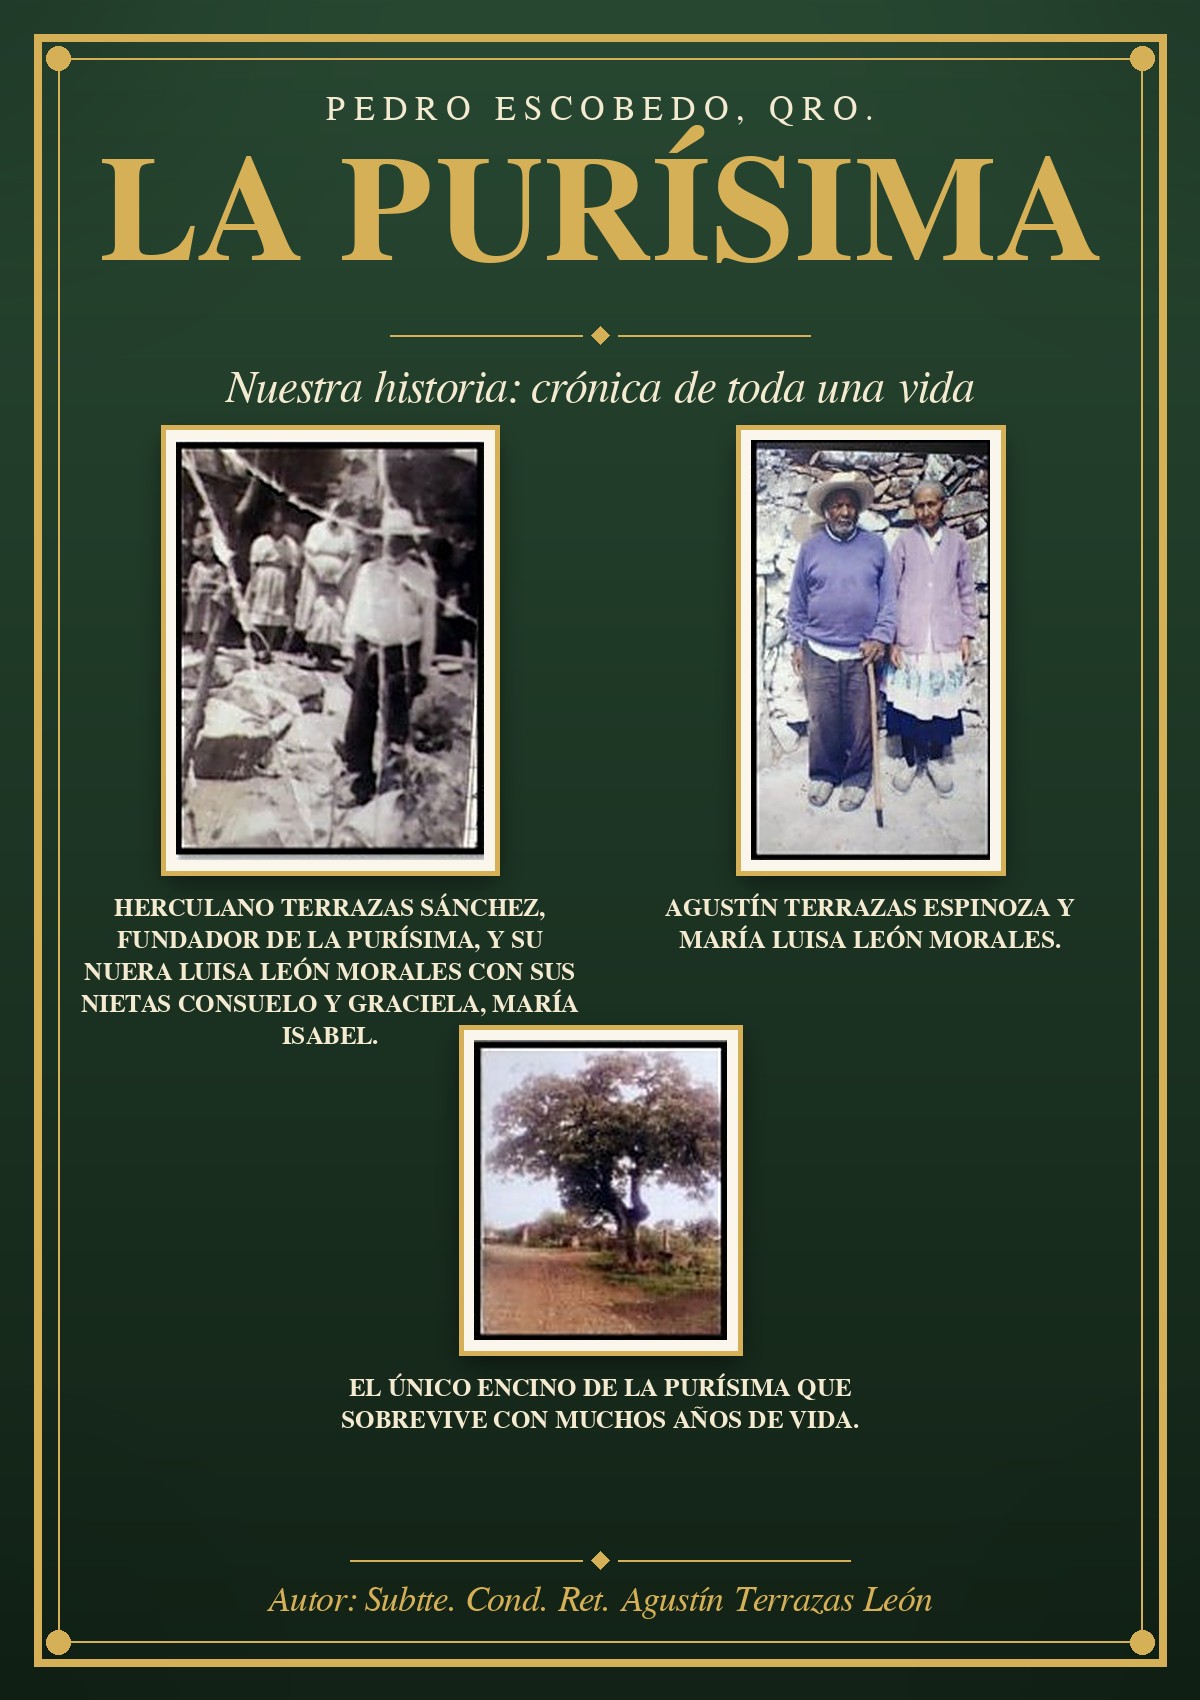 PEDRO ESCOBEDO, QRO.
LA PURÍSIMA
Nuestra historia: crónica de toda una vida
HERCULANO TERRAZAS SÁNCHEZ,
FUNDADOR DE LA PURÍSIMA, Y SU
NUERA LUISA LEÓN MORALES CON SUS
NIETAS CONSUELO Y GRACIELA, MARÍA
ISABEL.
AGUSTÍN TERRAZAS ESPINOZA Y
MARÍA LUISA LEÓN MORALES.
EL ÚNICO ENCINO DE LA PURÍSIMA QUE
SOBREVIVE CON MUCHOS AÑOS DE VIDA.
Autor: Subtte. Cond. Ret. Agustín Terrazas León